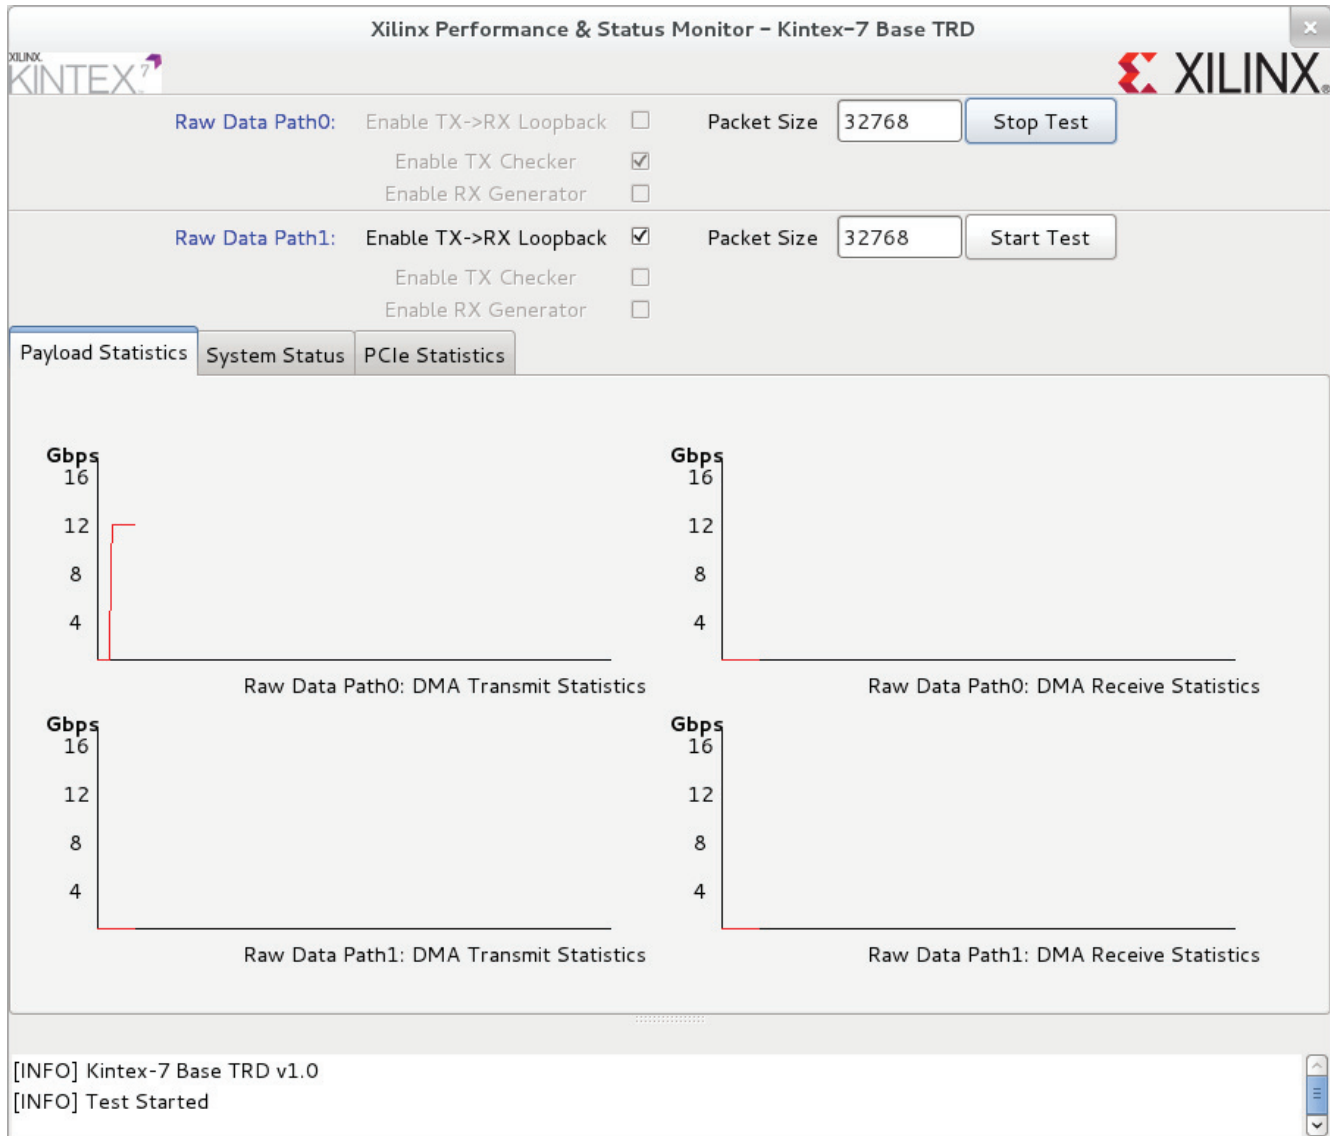 Xilinx Performance & Status Monitor - Kintex-7 Base TRD
XILINX
KINTEX 7
XILINX
Raw Data Path0: Enable TX->RX Loopback Packet Size 32768 Stop Test
Enable TX Checker
Enable RX Generator
Raw Data Path1: Enable TX->RX Loopback Packet Size 32768 Start Test
Enable TX Checker
Enable RX Generator
Payload Statistics System Status PCIe Statistics
Gbps Gbps
16 16
12 12
8 8
4 4
Raw Data Path0: DMA Transmit Statistics Raw Data Path0: DMA Receive Statistics
Gbps Gbps
16 16
12 12
8 8
4 4
Raw Data Path1: DMA Transmit Statistics Raw Data Path1: DMA Receive Statistics
[INFO] Kintex-7 Base TRD v1.0
[INFO] Test Started